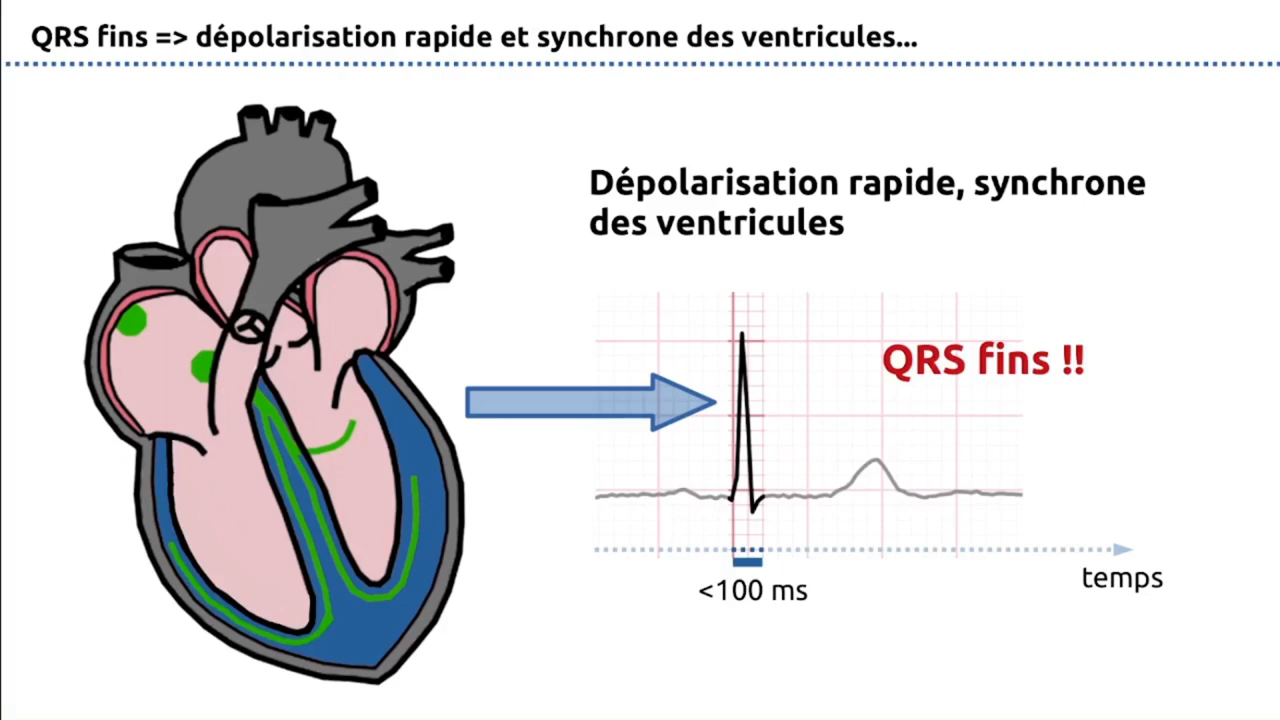 QRS fins => dépolarisation rapide et synchrone des ventricules...
Dépolarisation rapide, synchrone
des ventricules
QRS fins !!
<100 ms
temps